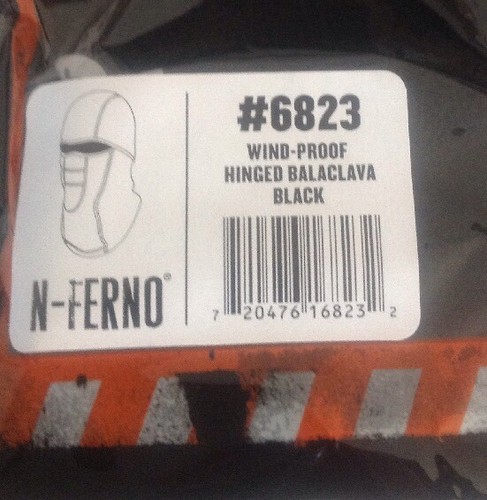 #6823
WIND-PROOF
HINGED BALACLAVA
BLACK
N-FERNO®
7 20476 16823 2